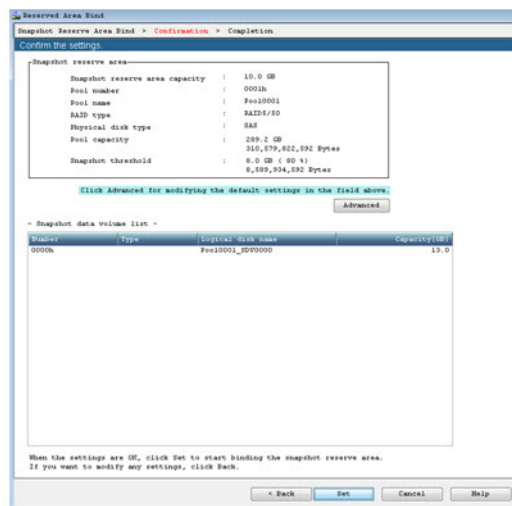 Reserved Area Bind
Snapshot Reserve Area Bind > Confirmation > Completion
Confirm the settings.
Snapshot reserve area
Snapshot reserve area capacity : 10.0 GB
Pool number : 0001h
Pool name : Pool0001
RAID type : RAID5/50
Physical disk type : SAS
Pool capacity : 289.2 GB
310,579,822,592 Bytes
Snapshot threshold : 8.0 GB ( 80 %)
8,589,934,592 Bytes
Click Advanced for modifying the default settings in the field above.
Advanced
- Snapshot data volume list -
Number Type Logical disk name Capacity[GB]
0000h Pool0001_SDV0000 13.0
When the settings are OK, click Set to start binding the snapshot reserve area.
If you want to modify any settings, click Back.
< Back Set Cancel Help